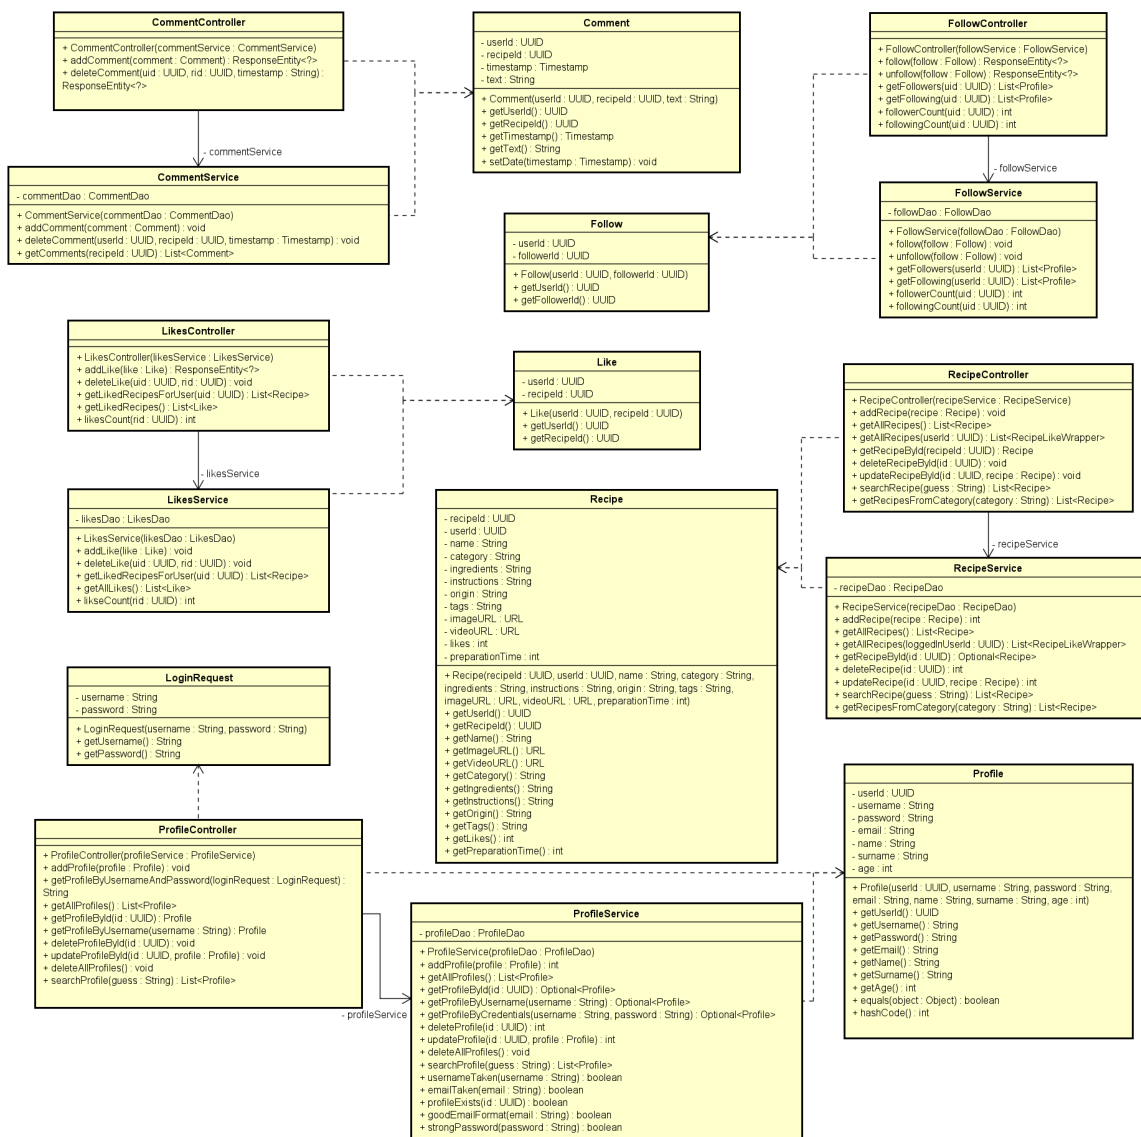 CommentController
+ CommentController(commentService : CommentService)
+ addComment(comment : Comment) : ResponseEntity<?>
+ deleteComment(uid : UUID, rid : UUID, timestamp : String) :
ResponseEntity<?>
- commentService
CommentService
- commentDao : CommentDao
+ CommentService(commentDao : CommentDao)
+ addComment(comment : Comment) : void
+ deleteComment(userId : UUID, recipeId : UUID, timestamp : Timestamp) : void
+ getComments(recipeId : UUID) : List<Comment>
Comment
- userId : UUID
- recipeId : UUID
- timestamp : Timestamp
- text : String
+ Comment(userId : UUID, recipeId : UUID, text : String)
+ getUserId() : UUID
+ getRecipeId() : UUID
+ getTimestamp() : Timestamp
+ getText() : String
+ setDate(timestamp : Timestamp) : void
FollowController
+ FollowController(followService : FollowService)
+ follow(follow : Follow) : ResponseEntity<?>
+ unfollow(follow : Follow) : ResponseEntity<?>
+ getFollowers(uid : UUID) : List<Profile>
+ getFollowing(uid : UUID) : List<Profile>
+ followerCount(uid : UUID) : int
+ followingCount(uid : UUID) : int
- followService
FollowService
- followDao : FollowDao
+ FollowService(followDao : FollowDao)
+ follow(follow : Follow) : void
+ unfollow(follow : Follow) : void
+ getFollowers(userId : UUID) : List<Profile>
+ getFollowing(userId : UUID) : List<Profile>
+ followerCount(uid : UUID) : int
+ followingCount(uid : UUID) : int
Follow
- userId : UUID
- followerId : UUID
+ Follow(userId : UUID, followerId : UUID)
+ getUserId() : UUID
+ getFollowerId() : UUID
LikesController
+ LikesController(likesService : LikesService)
+ addLike(like : Like) : ResponseEntity<?>
+ deleteLike(uid : UUID, rid : UUID) : void
+ getLikedRecipesForUser(uid : UUID) : List<Recipe>
+ getLikedRecipes() : List<Like>
+ likesCount(rid : UUID) : int
- likesService
LikesService
- likesDao : LikesDao
+ LikesService(likesDao : LikesDao)
+ addLike(like : Like) : void
+ deleteLike(uid : UUID, rid : UUID) : void
+ getLikedRecipesForUser(uid : UUID) : List<Recipe>
+ getAllLikes() : List<Like>
+ likseCount(rid : UUID) : int
Like
- userId : UUID
- recipeId : UUID
+ Like(userId : UUID, recipeId : UUID)
+ getUserId() : UUID
+ getRecipeId() : UUID
RecipeController
+ RecipeController(recipeService : RecipeService)
+ addRecipe(recipe : Recipe) : void
+ getAllRecipes() : List<Recipe>
+ getAllRecipes(userId : UUID) : List<RecipeLikeWrapper>
+ getRecipeById(recipeId : UUID) : Recipe
+ deleteRecipeById(id : UUID) : void
+ updateRecipeById(id : UUID, recipe : Recipe) : void
+ searchRecipe(guess : String) : List<Recipe>
+ getRecipesFromCategory(category : String) : List<Recipe>
- recipeService
RecipeService
- recipeDao : RecipeDao
+ RecipeService(recipeDao : RecipeDao)
+ addRecipe(recipe : Recipe) : int
+ getAllRecipes() : List<Recipe>
+ getAllRecipes(loggedInUserId : UUID) : List<RecipeLikeWrapper>
+ getRecipeById(id : UUID) : Optional<Recipe>
+ deleteRecipe(id : UUID) : int
+ updateRecipe(id : UUID, recipe : Recipe) : int
+ searchRecipe(guess : String) : List<Recipe>
+ getRecipesFromCategory(category : String) : List<Recipe>
Recipe
- recipeId : UUID
- userId : UUID
- name : String
- category : String
- ingredients : String
- instructions : String
- origin : String
- tags : String
- imageURL : URL
- videoURL : URL
- likes : int
- preparationTime : int
+ Recipe(recipeId : UUID, userId : UUID, name : String, category : String,
ingredients : String, instructions : String, origin : String, tags : String,
imageURL : URL, videoURL : URL, preparationTime : int)
+ getUserId() : UUID
+ getRecipeId() : UUID
+ getName() : String
+ getImageURL() : URL
+ getVideoURL() : URL
+ getCategory() : String
+ getIngredients() : String
+ getInstructions() : String
+ getOrigin() : String
+ getTags() : String
+ getLikes() : int
+ getPreparationTime() : int
LoginRequest
- username : String
- password : String
+ LoginRequest(username : String, password : String)
+ getUsername() : String
+ getPassword() : String
ProfileController
+ ProfileController(profileService : ProfileService)
+ addProfile(profile : Profile) : void
+ getProfileByUsernameAndPassword(loginRequest : LoginRequest) :
String
+ getAllProfiles() : List<Profile>
+ getProfileById(id : UUID) : Profile
+ getProfileByUsername(username : String) : Profile
+ deleteProfileById(id : UUID) : void
+ updateProfileById(id : UUID, profile : Profile) : void
+ deleteAllProfiles() : void
+ searchProfile(guess : String) : List<Profile>
- profileService
ProfileService
- profileDao : ProfileDao
+ ProfileService(profileDao : ProfileDao)
+ addProfile(profile : Profile) : int
+ getAllProfiles() : List<Profile>
+ getProfileById(id : UUID) : Optional<Profile>
+ getProfileByUsername(username : String) : Optional<Profile>
+ getProfileByCredentials(username : String, password : String) : Optional<Profile>
+ deleteProfile(id : UUID) : int
+ updateProfile(id : UUID, profile : Profile) : int
+ deleteAllProfiles() : void
+ searchProfile(guess : String) : List<Profile>
+ usernameTaken(username : String) : boolean
+ emailTaken(email : String) : boolean
+ profileExists(id : UUID) : boolean
+ goodEmailFormat(email : String) : boolean
+ strongPassword(password : String) : boolean
Profile
- userId : UUID
- username : String
- password : String
- email : String
- name : String
- surname : String
- age : int
+ Profile(userId : UUID, username : String, password : String,
email : String, name : String, surname : String, age : int)
+ getUserId() : UUID
+ getUsername() : String
+ getPassword() : String
+ getEmail() : String
+ getName() : String
+ getSurname() : String
+ getAge() : int
+ equals(object : Object) : boolean
+ hashCode() : int